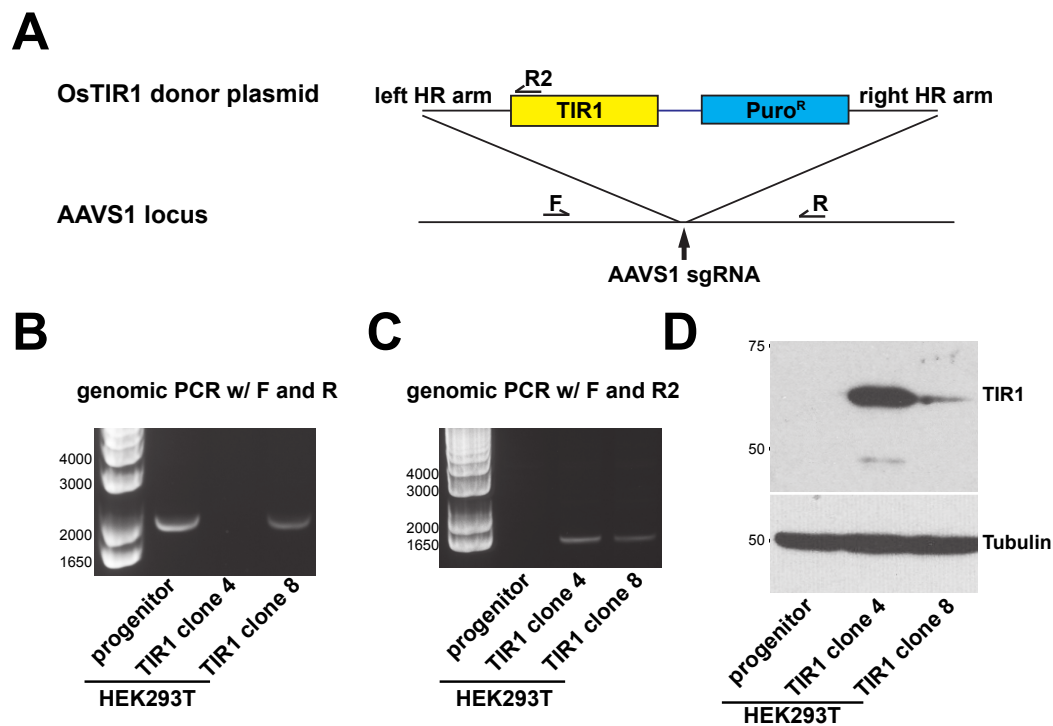 A
OsTIR1 donor plasmid
left HR arm
R2
TIR1
Puro^R
right HR arm
AAVS1 locus
F
R
AAVS1 sgRNA
B
genomic PCR w/ F and R
4000
3000
2000
1650
progenitor
TIR1 clone 4
TIR1 clone 8
HEK293T
C
genomic PCR w/ F and R2
4000
3000
2000
1650
progenitor
TIR1 clone 4
TIR1 clone 8
HEK293T
D
75
50
TIR1
50
Tubulin
progenitor
TIR1 clone 4
TIR1 clone 8
HEK293T